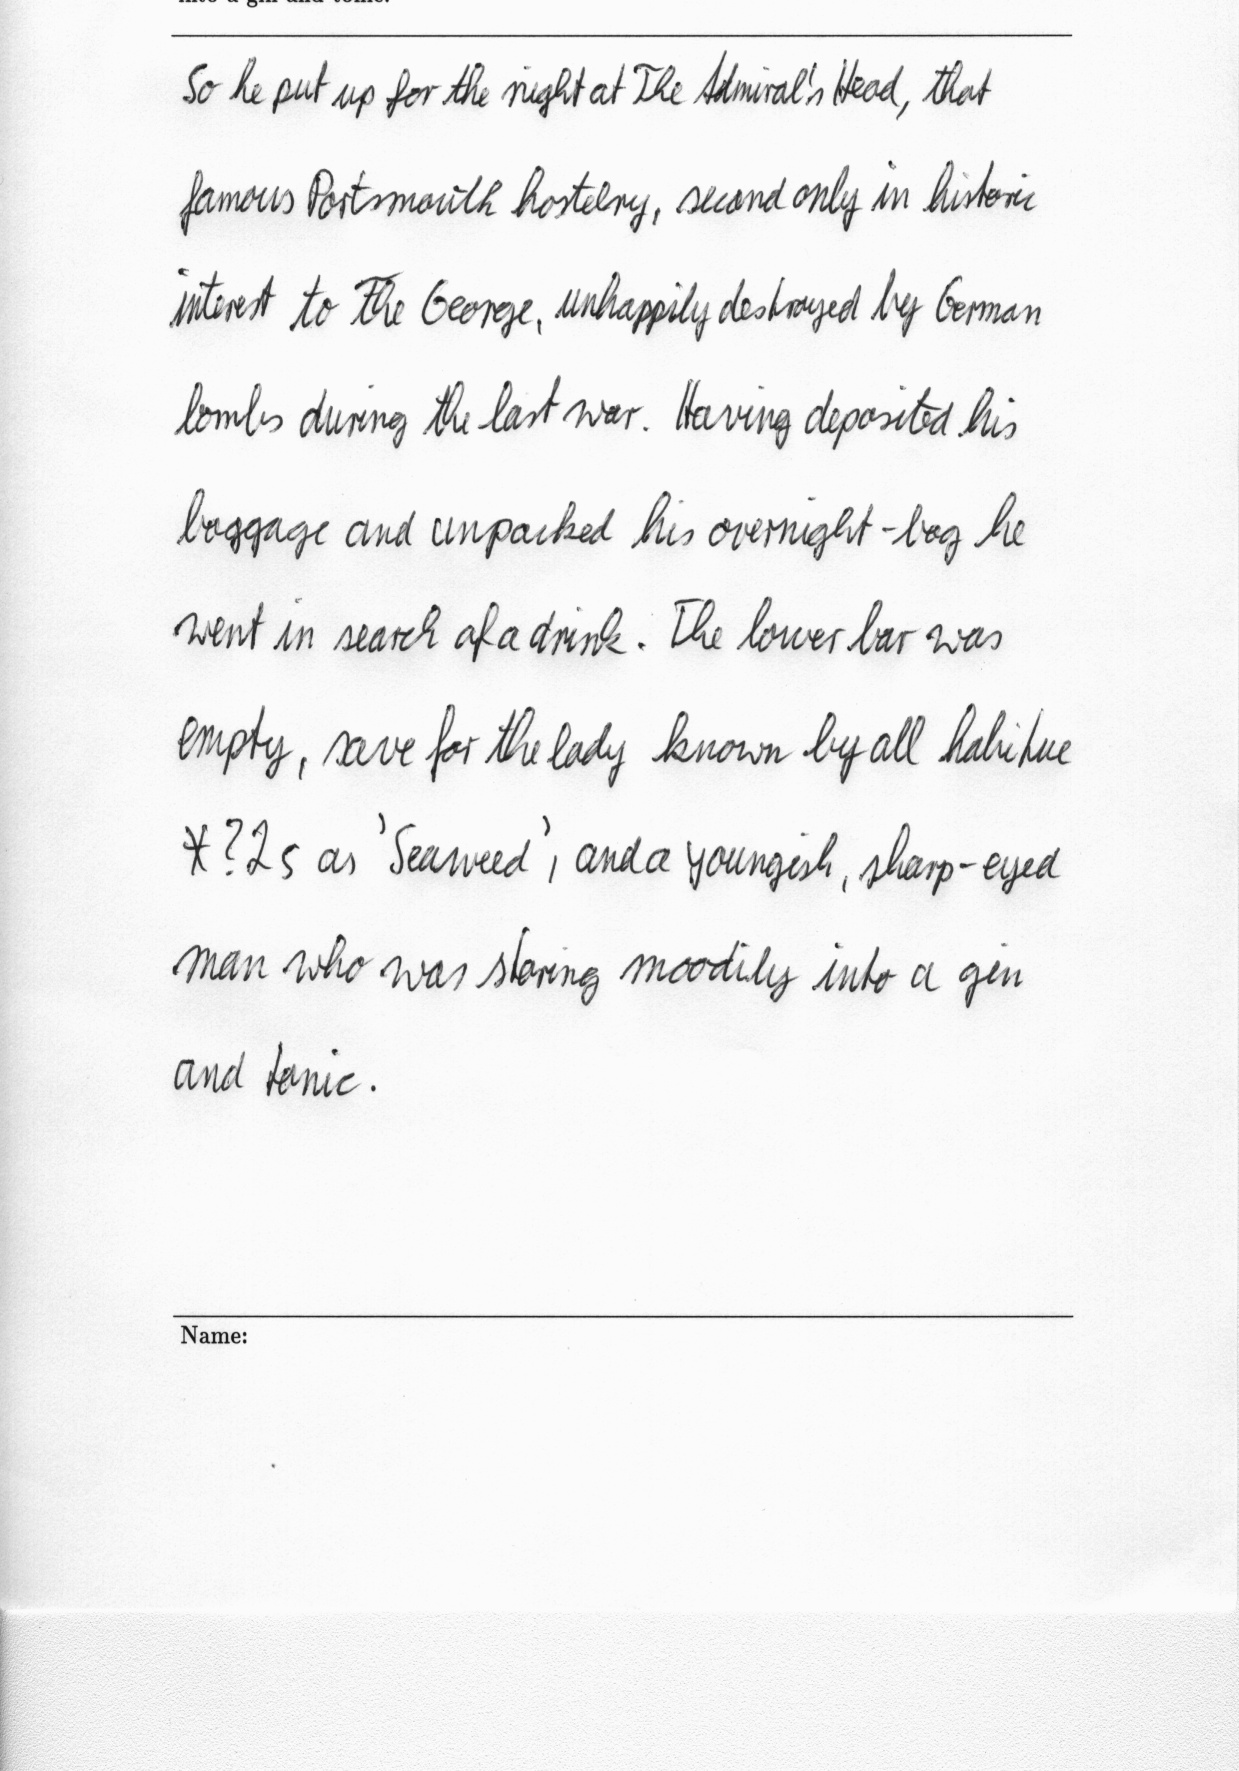 into a gin and tonic.
So he put up for the night at The Admiral's Head, that
famous Portsmouth hostelry, second only in historic
interest to The George, unhappily destroyed by German
bombs during the last war. Having deposited his
baggage and unpacked his overnight-bag he
went in search of a drink. The lower bar was
empty, save for the lady known by all habitue
*?2s as 'Seaweed', and a youngish, sharp-eyed
man who was staring moodily into a gin
and tonic.
Name: